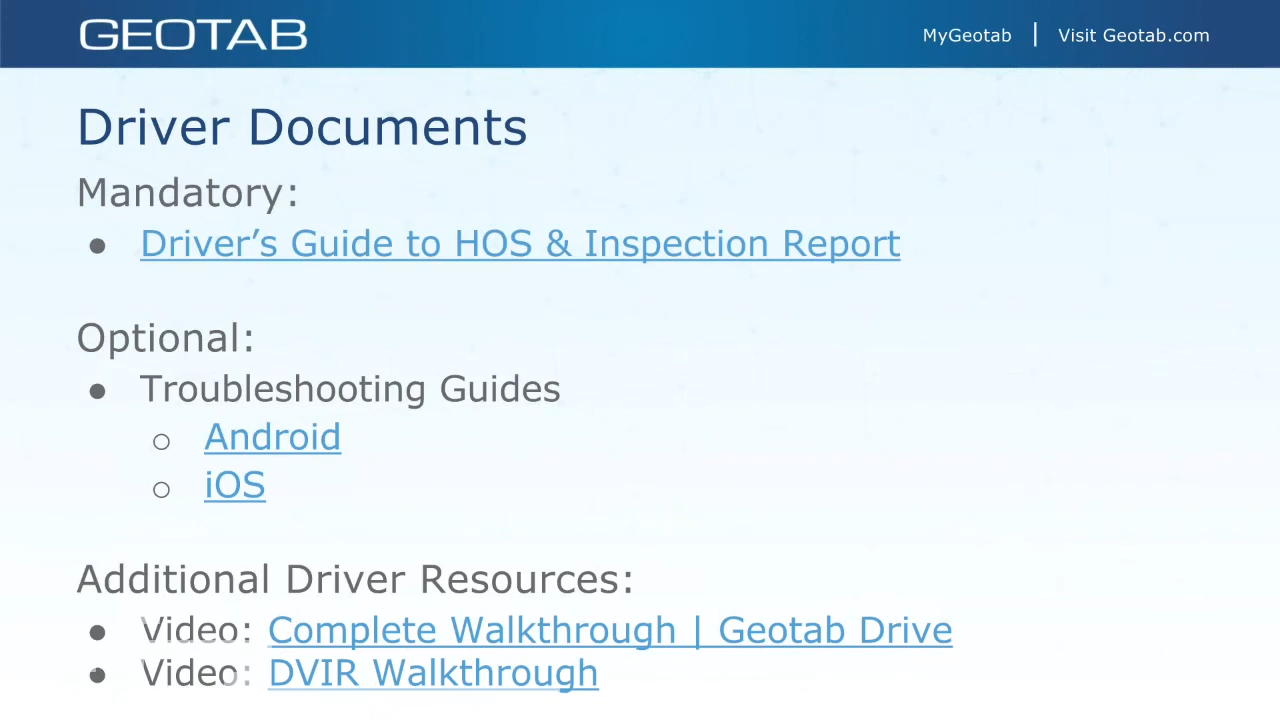 GEOTAB
MyGeotab | Visit Geotab.com
Driver Documents
Mandatory:
● Driver’s Guide to HOS & Inspection Report
Optional:
● Troubleshooting Guides
○ Android
○ iOS
Additional Driver Resources:
● Video: Complete Walkthrough | Geotab Drive
● Video: DVIR Walkthrough